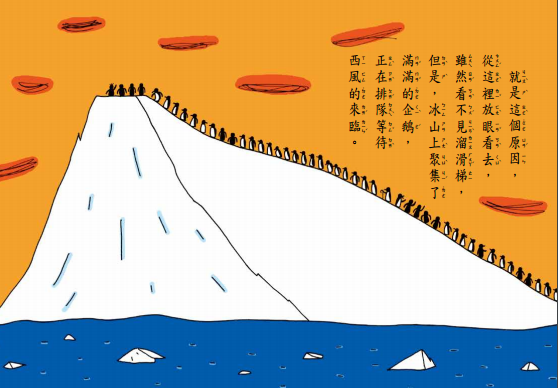 就是這個原因，
從這裡放眼看去，
雖然看不見溜滑梯，
但是，冰山上聚集了
滿滿的企鵝，
正在排隊等待
西風的來臨。